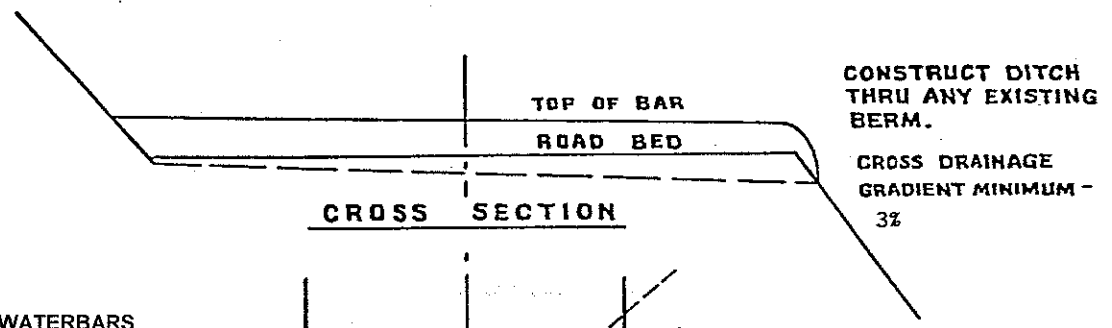 CONSTRUCT DITCH
THRU ANY EXISTING
BERM.
TOP OF BAR
ROAD BED
CROSS DRAINAGE
GRADIENT MINIMUM -
3%
CROSS SECTION
WATERBARS